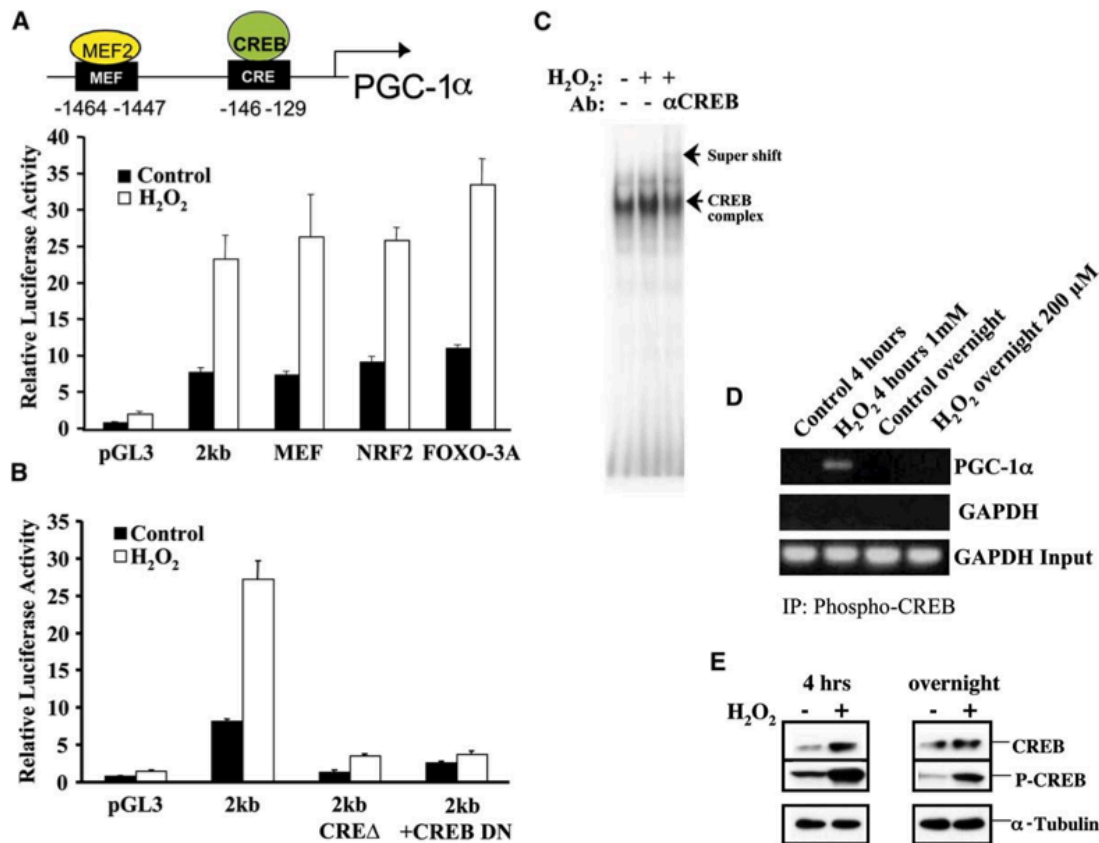 A
MEF2
CREB
MEF
CRE
PGC-1α
-1464 -1447
-146 -129
Relative Luciferase Activity
40
35
30
25
20
15
10
5
0
Control
H₂O₂
pGL3 2kb MEF NRF2 FOXO-3A
B
Relative Luciferase Activity
35
30
25
20
15
10
5
0
Control
H₂O₂
pGL3 2kb 2kb 2kb
CREΔ +CREB DN
C
H₂O₂: - + +
Ab: - - αCREB
Super shift
CREB
complex
D
Control 4 hours
H₂O₂ 4 hours 1mM
Control overnight
H₂O₂ overnight 200 μM
PGC-1α
GAPDH
GAPDH Input
IP: Phospho-CREB
E
4 hrs overnight
H₂O₂ - + - +
CREB
P-CREB
α-Tubulin